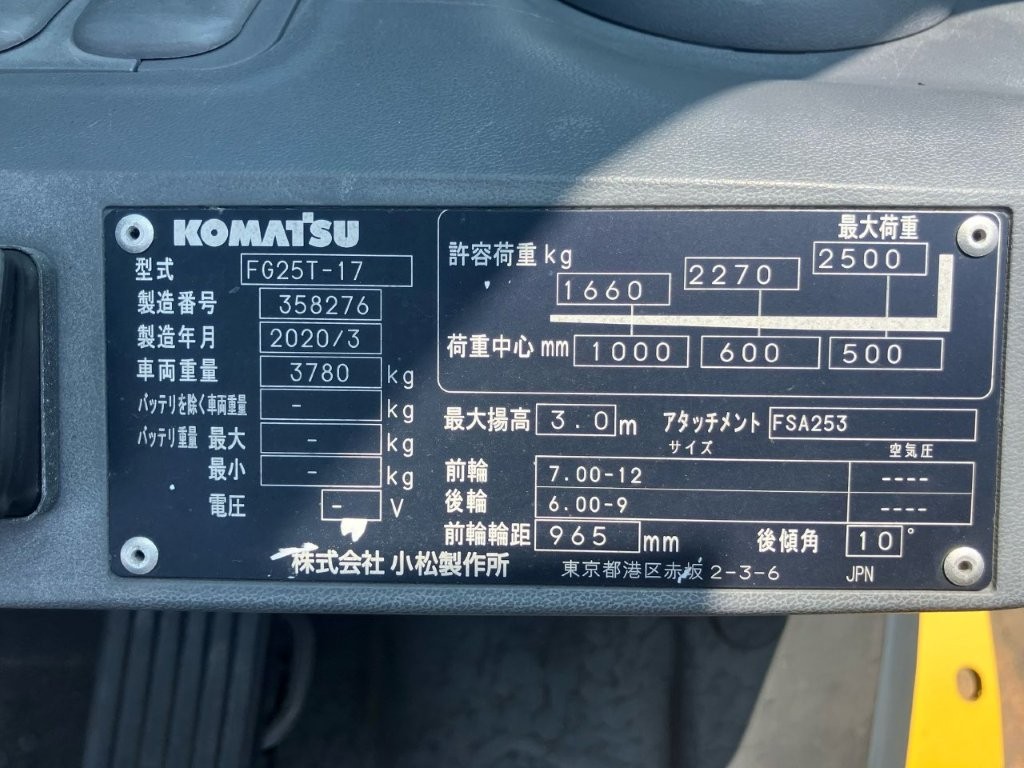 KOMATSU
型式 FG25T-17
製造番号 358276
製造年月 2020/3
車両重量 3780 kg
バッテリを除く車両重量 - kg
バッテリ重量 最大 - kg
最小 - kg
電圧 - V
最大荷重
許容荷重 kg 1660 2270 2500
荷重中心 mm 1000 600 500
最大揚高 3.0 m アタッチメント FSA253
サイズ 空気圧
前輪 7.00-12 ----
後輪 6.00-9 ----
前輪輪距 965 mm 後傾角 10°
株式会社 小松製作所 東京都港区赤坂 2-3-6 JPN